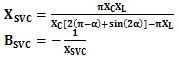 X_SVC = πX_CX_L / X_C[2(π−α)+sin(2α)]−πX_L
B_SVC = − 1 / X_SVC